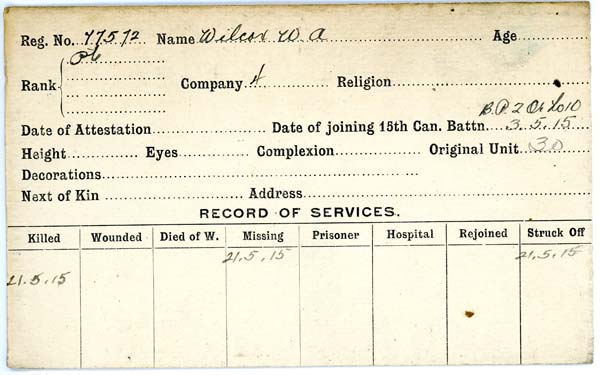 Reg. No. 77572 Name Wilcox W A Age
Rank Pte
Company 4 Religion
B.P. 2 O.
Date of Attestation Date of joining 15th Can. Battn. 3.5.15
Height Eyes Complexion Original Unit 30
Decorations
Next of Kin Address
RECORD OF SERVICES.
Killed Wounded Died of W. Missing Prisoner Hospital Rejoined Struck Off
21.5.15 21.5.15
21.5.15